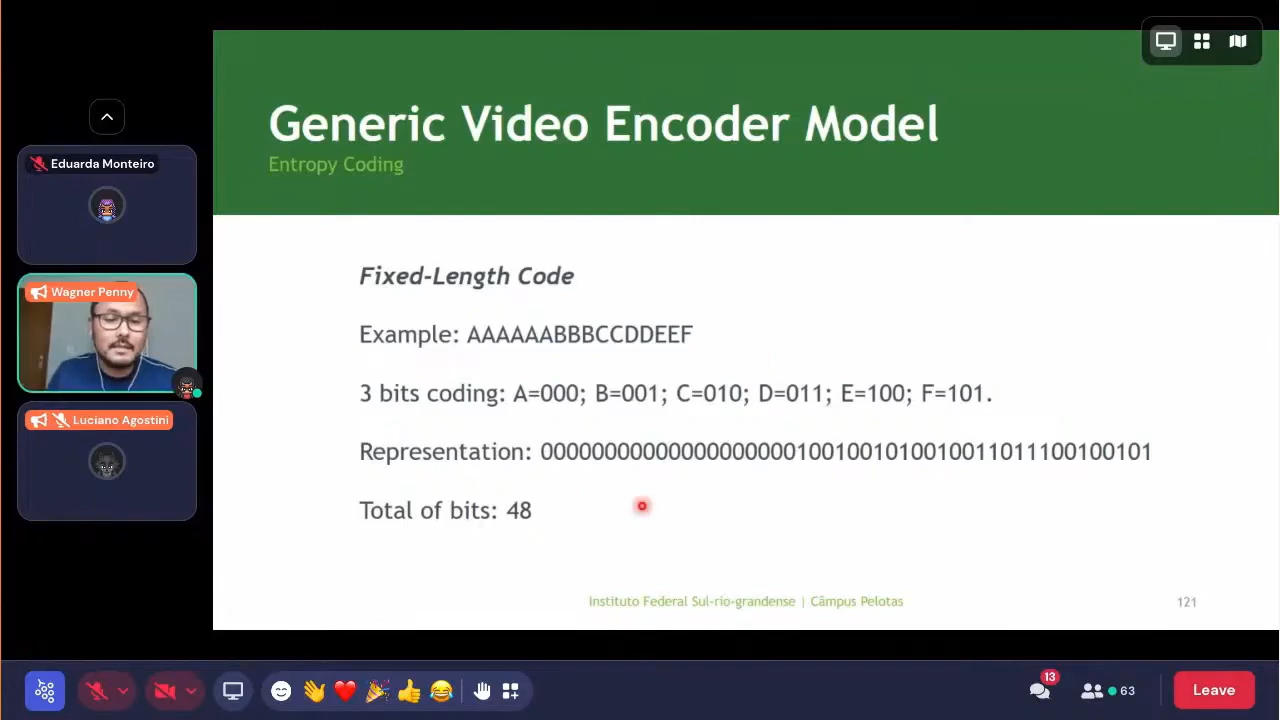 Generic Video Encoder Model
Entropy Coding
Eduarda Monteiro
Wagner Penny
Luciano Agostini
Fixed-Length Code
Example: AAAAAABBBCCDDEEF
3 bits coding: A=000; B=001; C=010; D=011; E=100; F=101.
Representation: 000000000000000000001001001010010011011100100101
Total of bits: 48
Instituto Federal Sul-rio-grandense | Câmpus Pelotas
121
13
63
Leave